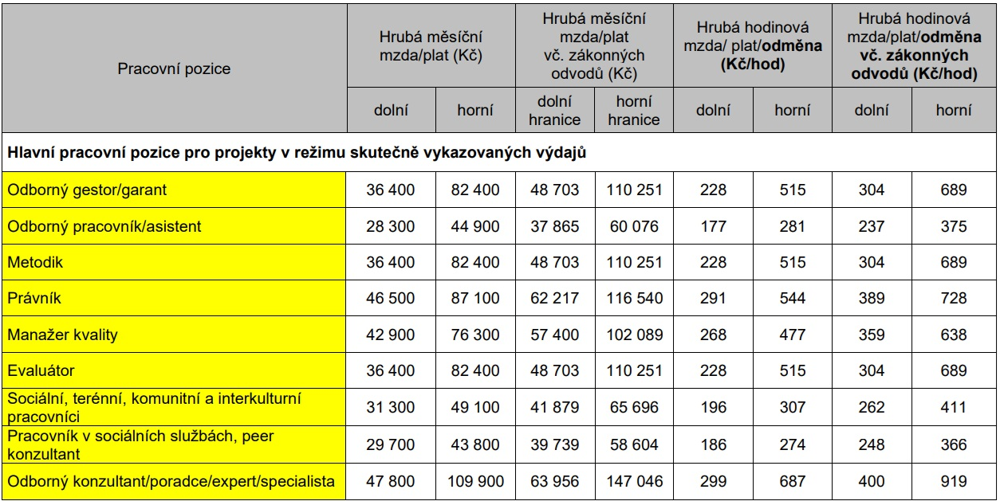 Pracovní pozice
Hrubá měsíční
mzda/plat (Kč)
Hrubá měsíční
mzda/plat
vč. zákonných
odvodů (Kč)
Hrubá hodinová
mzda/ plat/odměna
(Kč/hod)
Hrubá hodinová
mzda/plat/odměna
vč. zákonných
odvodů (Kč/hod)
dolní
horní
dolní
hranice
horní
hranice
dolní
horní
dolní
horní
Hlavní pracovní pozice pro projekty v režimu skutečně vykazovaných výdajů
Odborný gestor/garant 36 400 82 400 48 703 110 251 228 515 304 689
Odborný pracovník/asistent 28 300 44 900 37 865 60 076 177 281 237 375
Metodik 36 400 82 400 48 703 110 251 228 515 304 689
Právník 46 500 87 100 62 217 116 540 291 544 389 728
Manažer kvality 42 900 76 300 57 400 102 089 268 477 359 638
Evaluátor 36 400 82 400 48 703 110 251 228 515 304 689
Sociální, terénní, komunitní a interkulturní
pracovníci 31 300 49 100 41 879 65 696 196 307 262 411
Pracovník v sociálních službách, peer
konzultant 29 700 43 800 39 739 58 604 186 274 248 366
Odborný konzultant/poradce/expert/specialista 47 800 109 900 63 956 147 046 299 687 400 919